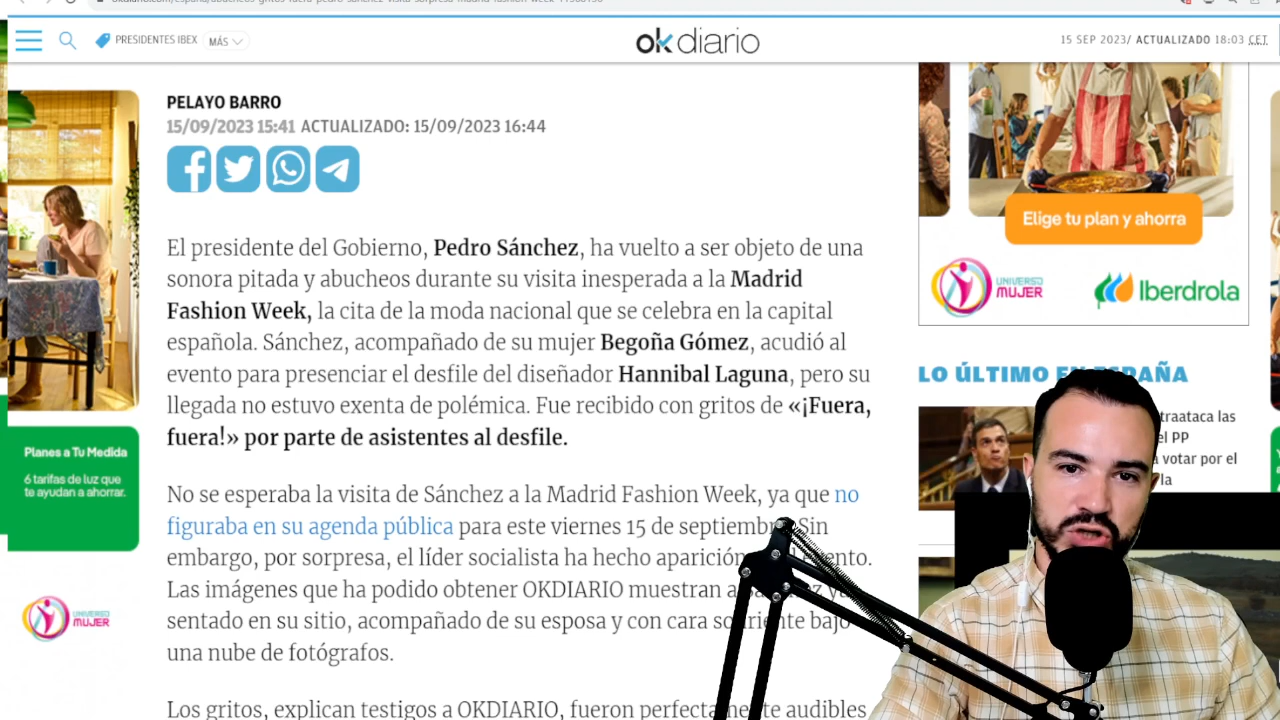 PRESIDENTES IBEX
MÁS
okdiario
15 SEP 2023/ ACTUALIZADO 18:03 CET
PELAYO BARRO
15/09/2023 15:41 ACTUALIZADO: 15/09/2023 16:44
El presidente del Gobierno, Pedro Sánchez, ha vuelto a ser objeto de una
sonora pitada y abucheos durante su visita inesperada a la Madrid
Fashion Week, la cita de la moda nacional que se celebra en la capital
española. Sánchez, acompañado de su mujer Begoña Gómez, acudió al
evento para presenciar el desfile del diseñador Hannibal Laguna, pero su
llegada no estuvo exenta de polémica. Fue recibido con gritos de «¡Fuera,
fuera!» por parte de asistentes al desfile.
No se esperaba la visita de Sánchez a la Madrid Fashion Week, ya que no
figuraba en su agenda pública para este viernes 15 de septiembre. Sin
embargo, por sorpresa, el líder socialista ha hecho aparición evento.
Las imágenes que ha podido obtener OKDIARIO muestran a ya
sentado en su sitio, acompañado de su esposa y con cara sonriente bajo
una nube de fotógrafos.
Los gritos, explican testigos a OKDIARIO, fueron perfectamente audibles
Planes a Tu Medida
6 tarifas de luz que
te ayudan a ahorrar.
UNIVERSO
MUJER
Elige tu plan y ahorra
UNIVERSO
MUJER
Iberdrola
LO ÚLTIMO EN ESPAÑA
las
el PP
votar por el
la